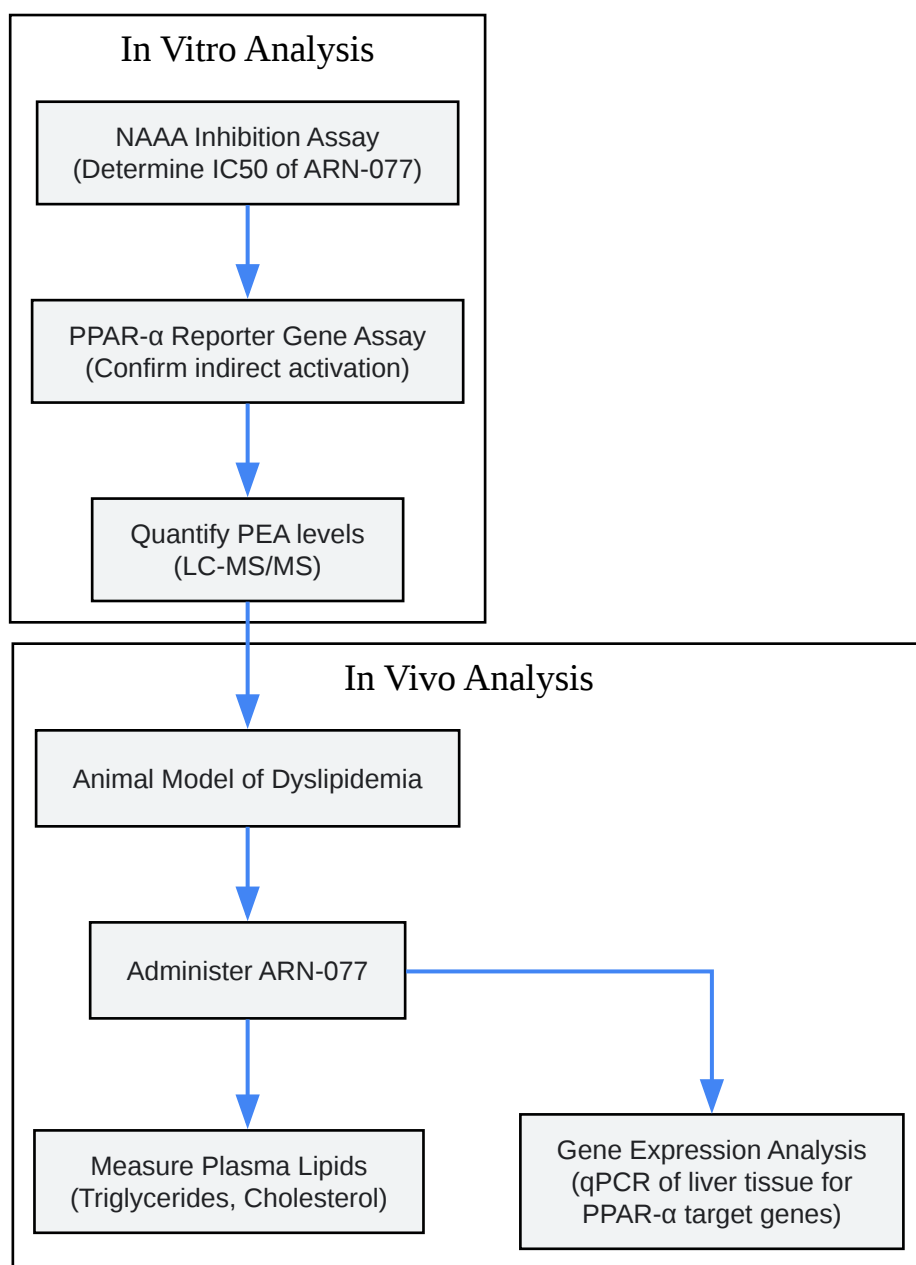 In Vitro Analysis
NAAA Inhibition Assay
(Determine IC50 of ARN-077)
PPAR-α Reporter Gene Assay
(Confirm indirect activation)
Quantify PEA levels
(LC-MS/MS)
In Vivo Analysis
Animal Model of Dyslipidemia
Administer ARN-077
Measure Plasma Lipids
(Triglycerides, Cholesterol)
Gene Expression Analysis
(qPCR of liver tissue for
PPAR-α target genes)